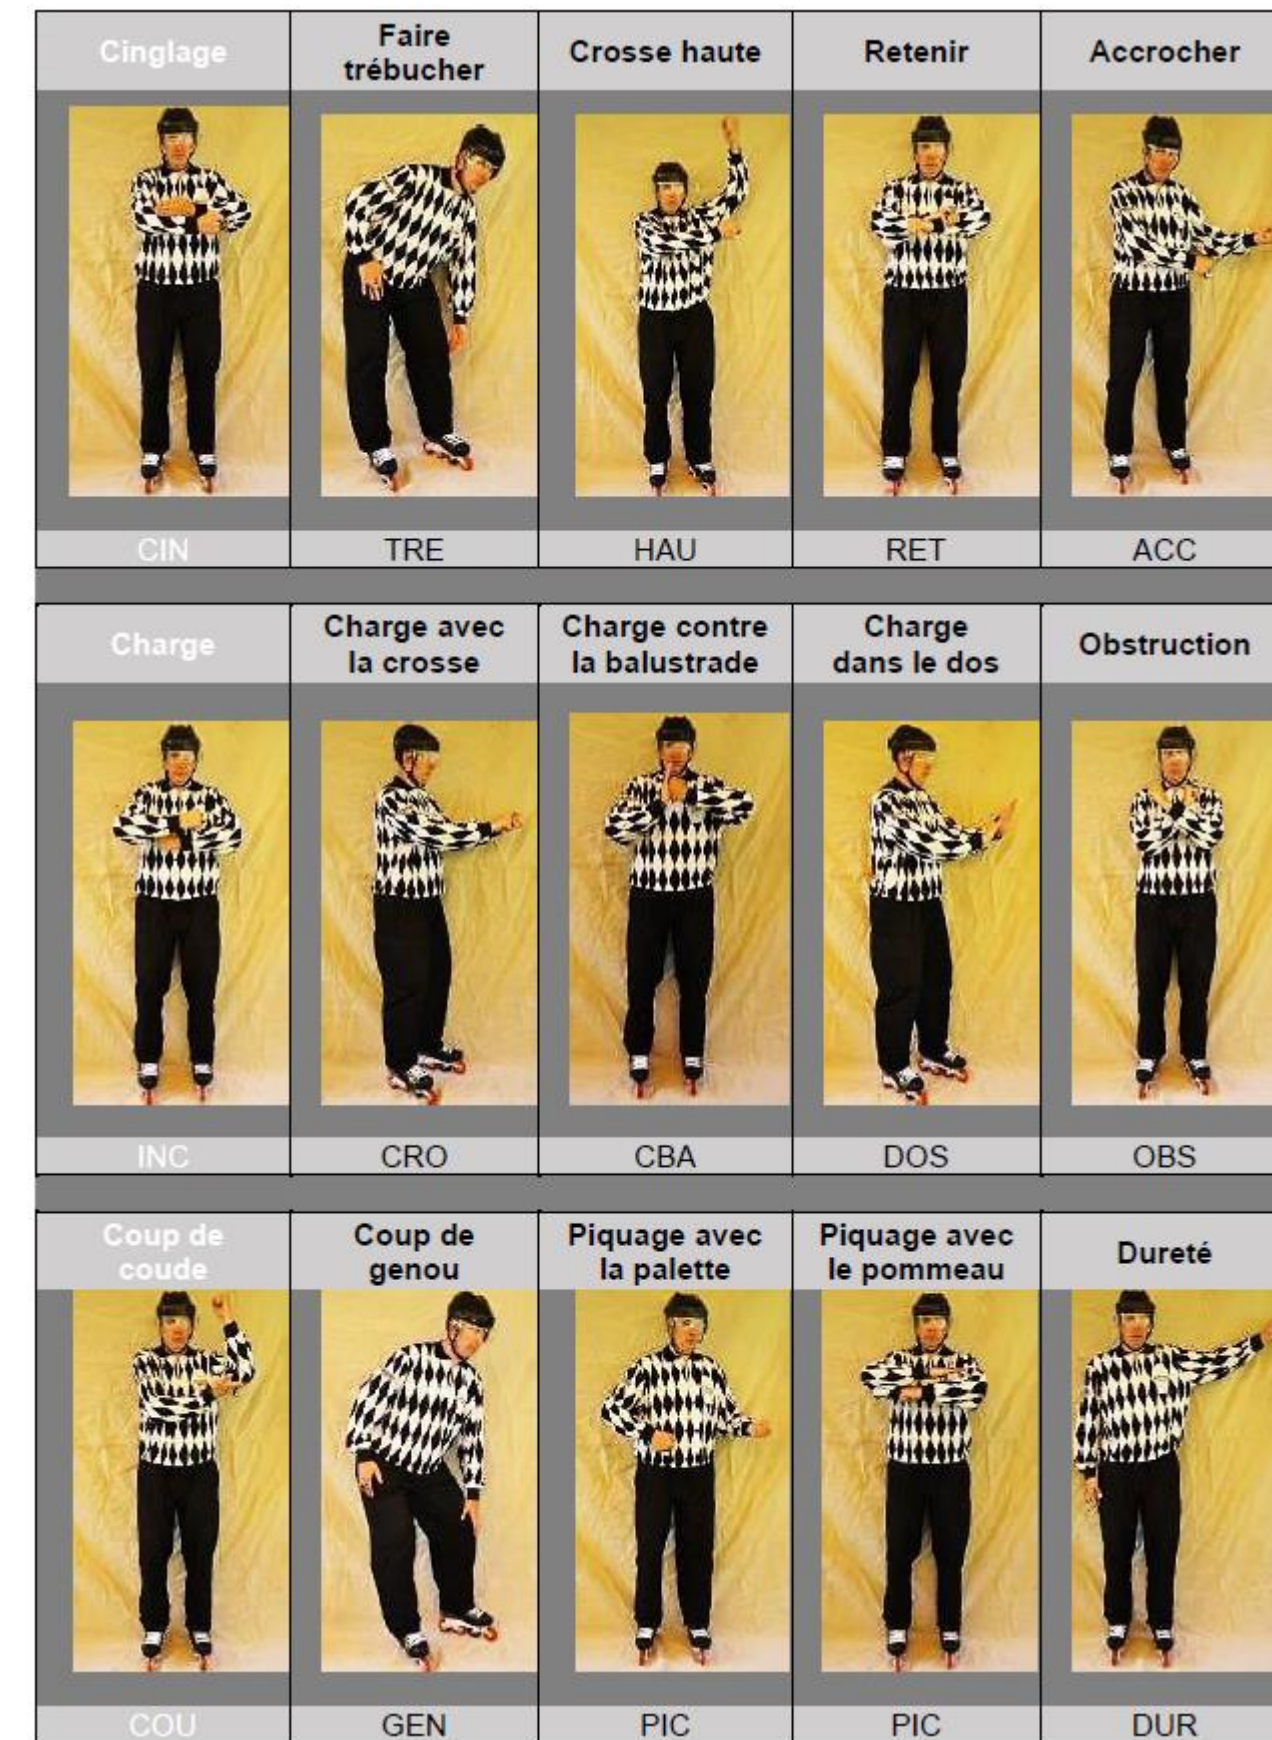 Cinglage
Faire
trébucher
Crosse haute
Retenir
Accrocher
CIN
TRE
HAU
RET
ACC
Charge
Charge avec
la crosse
Charge contre
la balustrade
Charge
dans le dos
Obstruction
INC
CRO
CBA
DOS
OBS
Coup de
coude
Coup de
genou
Piquage avec
la palette
Piquage avec
le pommeau
Dureté
COU
GEN
PIC
PIC
DUR